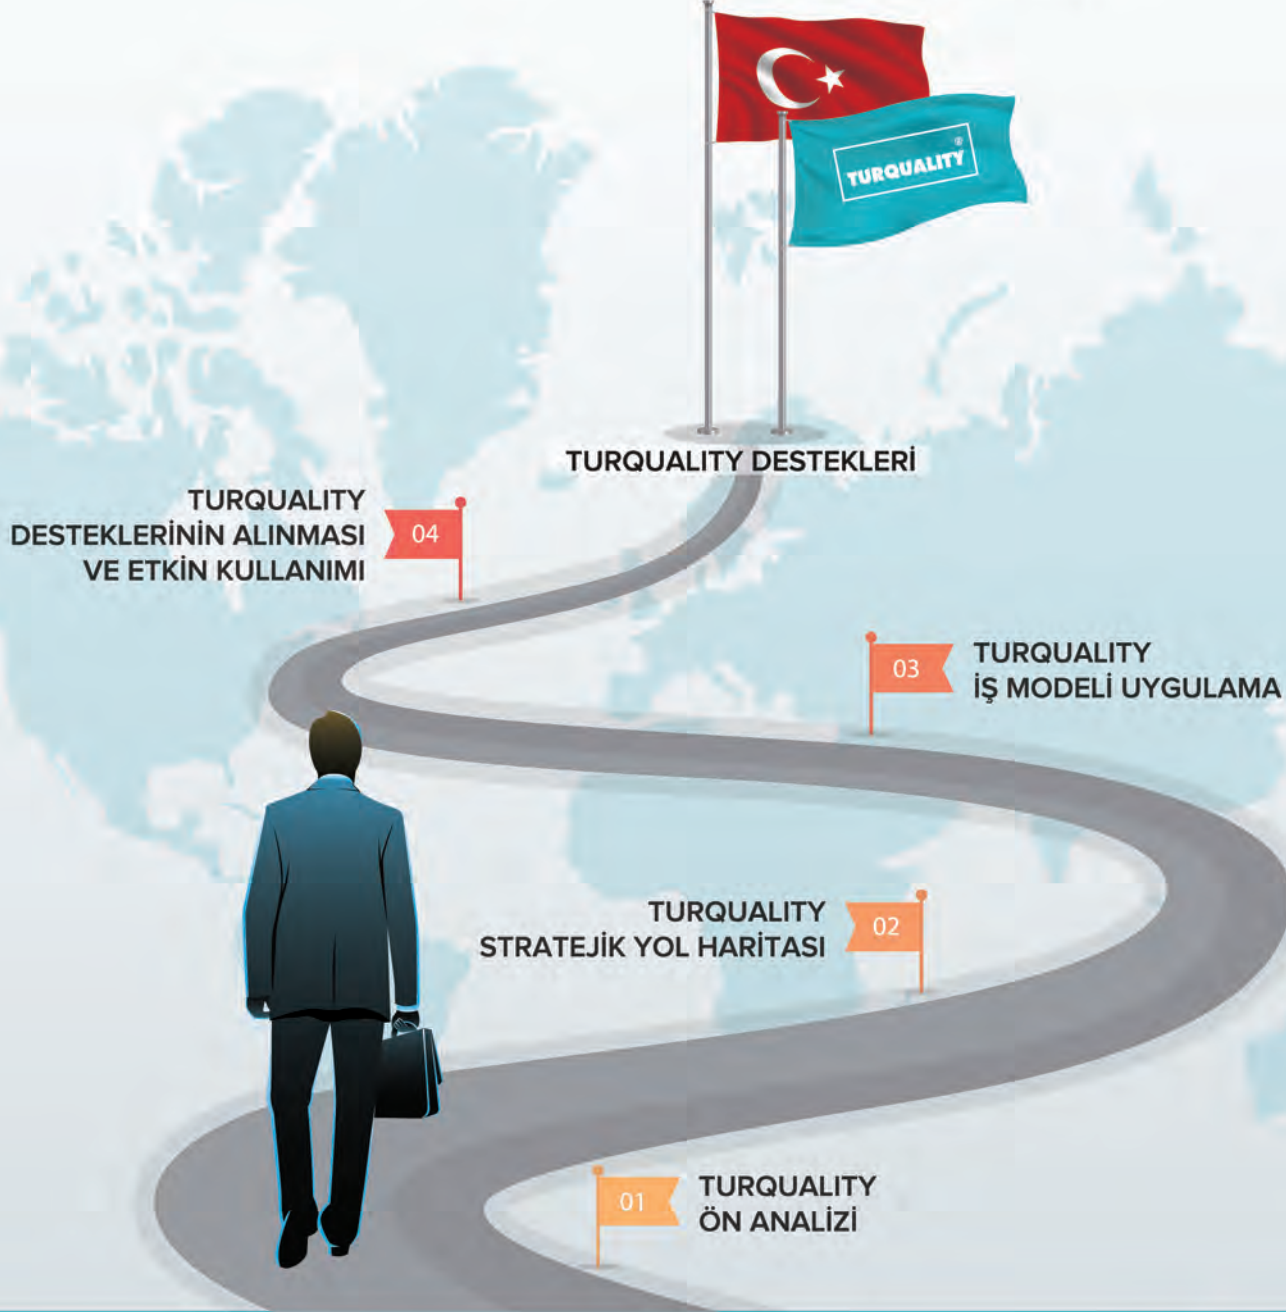 TURQUALITY ®
TURQUALITY DESTEKLERİ
TURQUALITY
DESTEKLERİNİN ALINMASI
VE ETKİN KULLANIMI
04
03
TURQUALITY
İŞ MODELİ UYGULAMA
TURQUALITY
STRATEJİK YOL HARİTASI
02
01
TURQUALITY
ÖN ANALİZİ